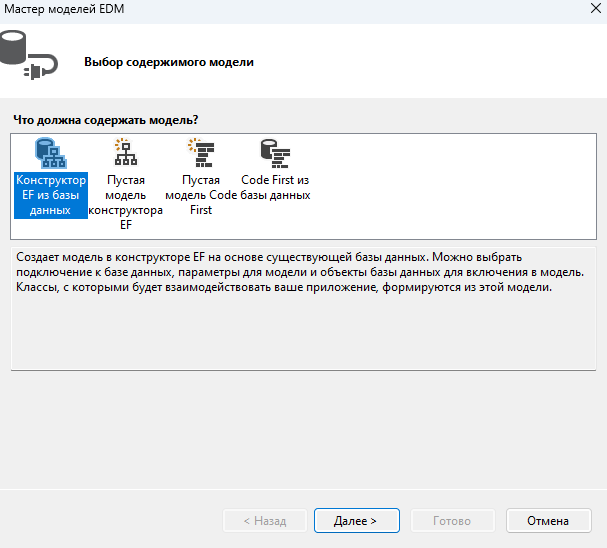 Мастер моделей EDM
Выбор содержимого модели
Что должна содержать модель?
Конструктор
EF из базы
данных
Пустая
модель
конструктора
EF
Пустая
модель Code
First
Code First из
базы данных
Создает модель в конструкторе EF на основе существующей базы данных. Можно выбрать
подключение к базе данных, параметры для модели и объекты базы данных для включения в модель.
Классы, с которыми будет взаимодействовать ваше приложение, формируются из этой модели.
< Назад
Далее >
Готово
Отмена